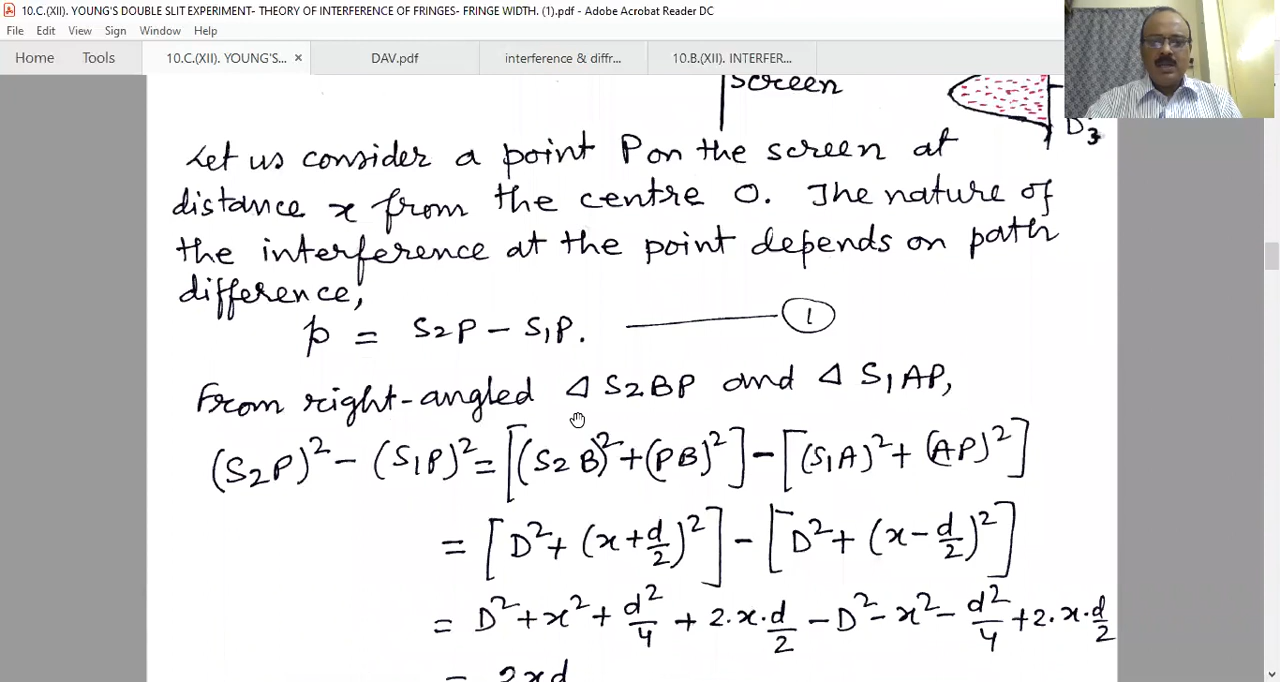 10.C.(XII). YOUNG'S DOUBLE SLIT EXPERIMENT- THEORY OF INTERFERENCE OF FRINGES- FRINGE WIDTH. (1).pdf - Adobe Acrobat Reader DC
File Edit View Sign Window Help
Home Tools 10.C.(XII). YOUNG'S... × DAV.pdf interference & diffr... 10.B.(XII). INTERFER...
Screen
D3
Let us consider a point P on the screen at
distance x from the centre O. The nature of
the interference at the point depends on path
difference,
p = S2P - S1P. ——— 1
From right-angled Δ S2BP and Δ S1AP,
(S2P)² - (S1P)² = [(S2B)² + (PB)²] - [(S1A)² + (AP)²]
= [D² + (x + d/2)²] - [D² + (x - d/2)²]
= D² + x² + d²/4 + 2.x.d/2 - D² - x² - d²/4 + 2.x.d/2
= 2xd